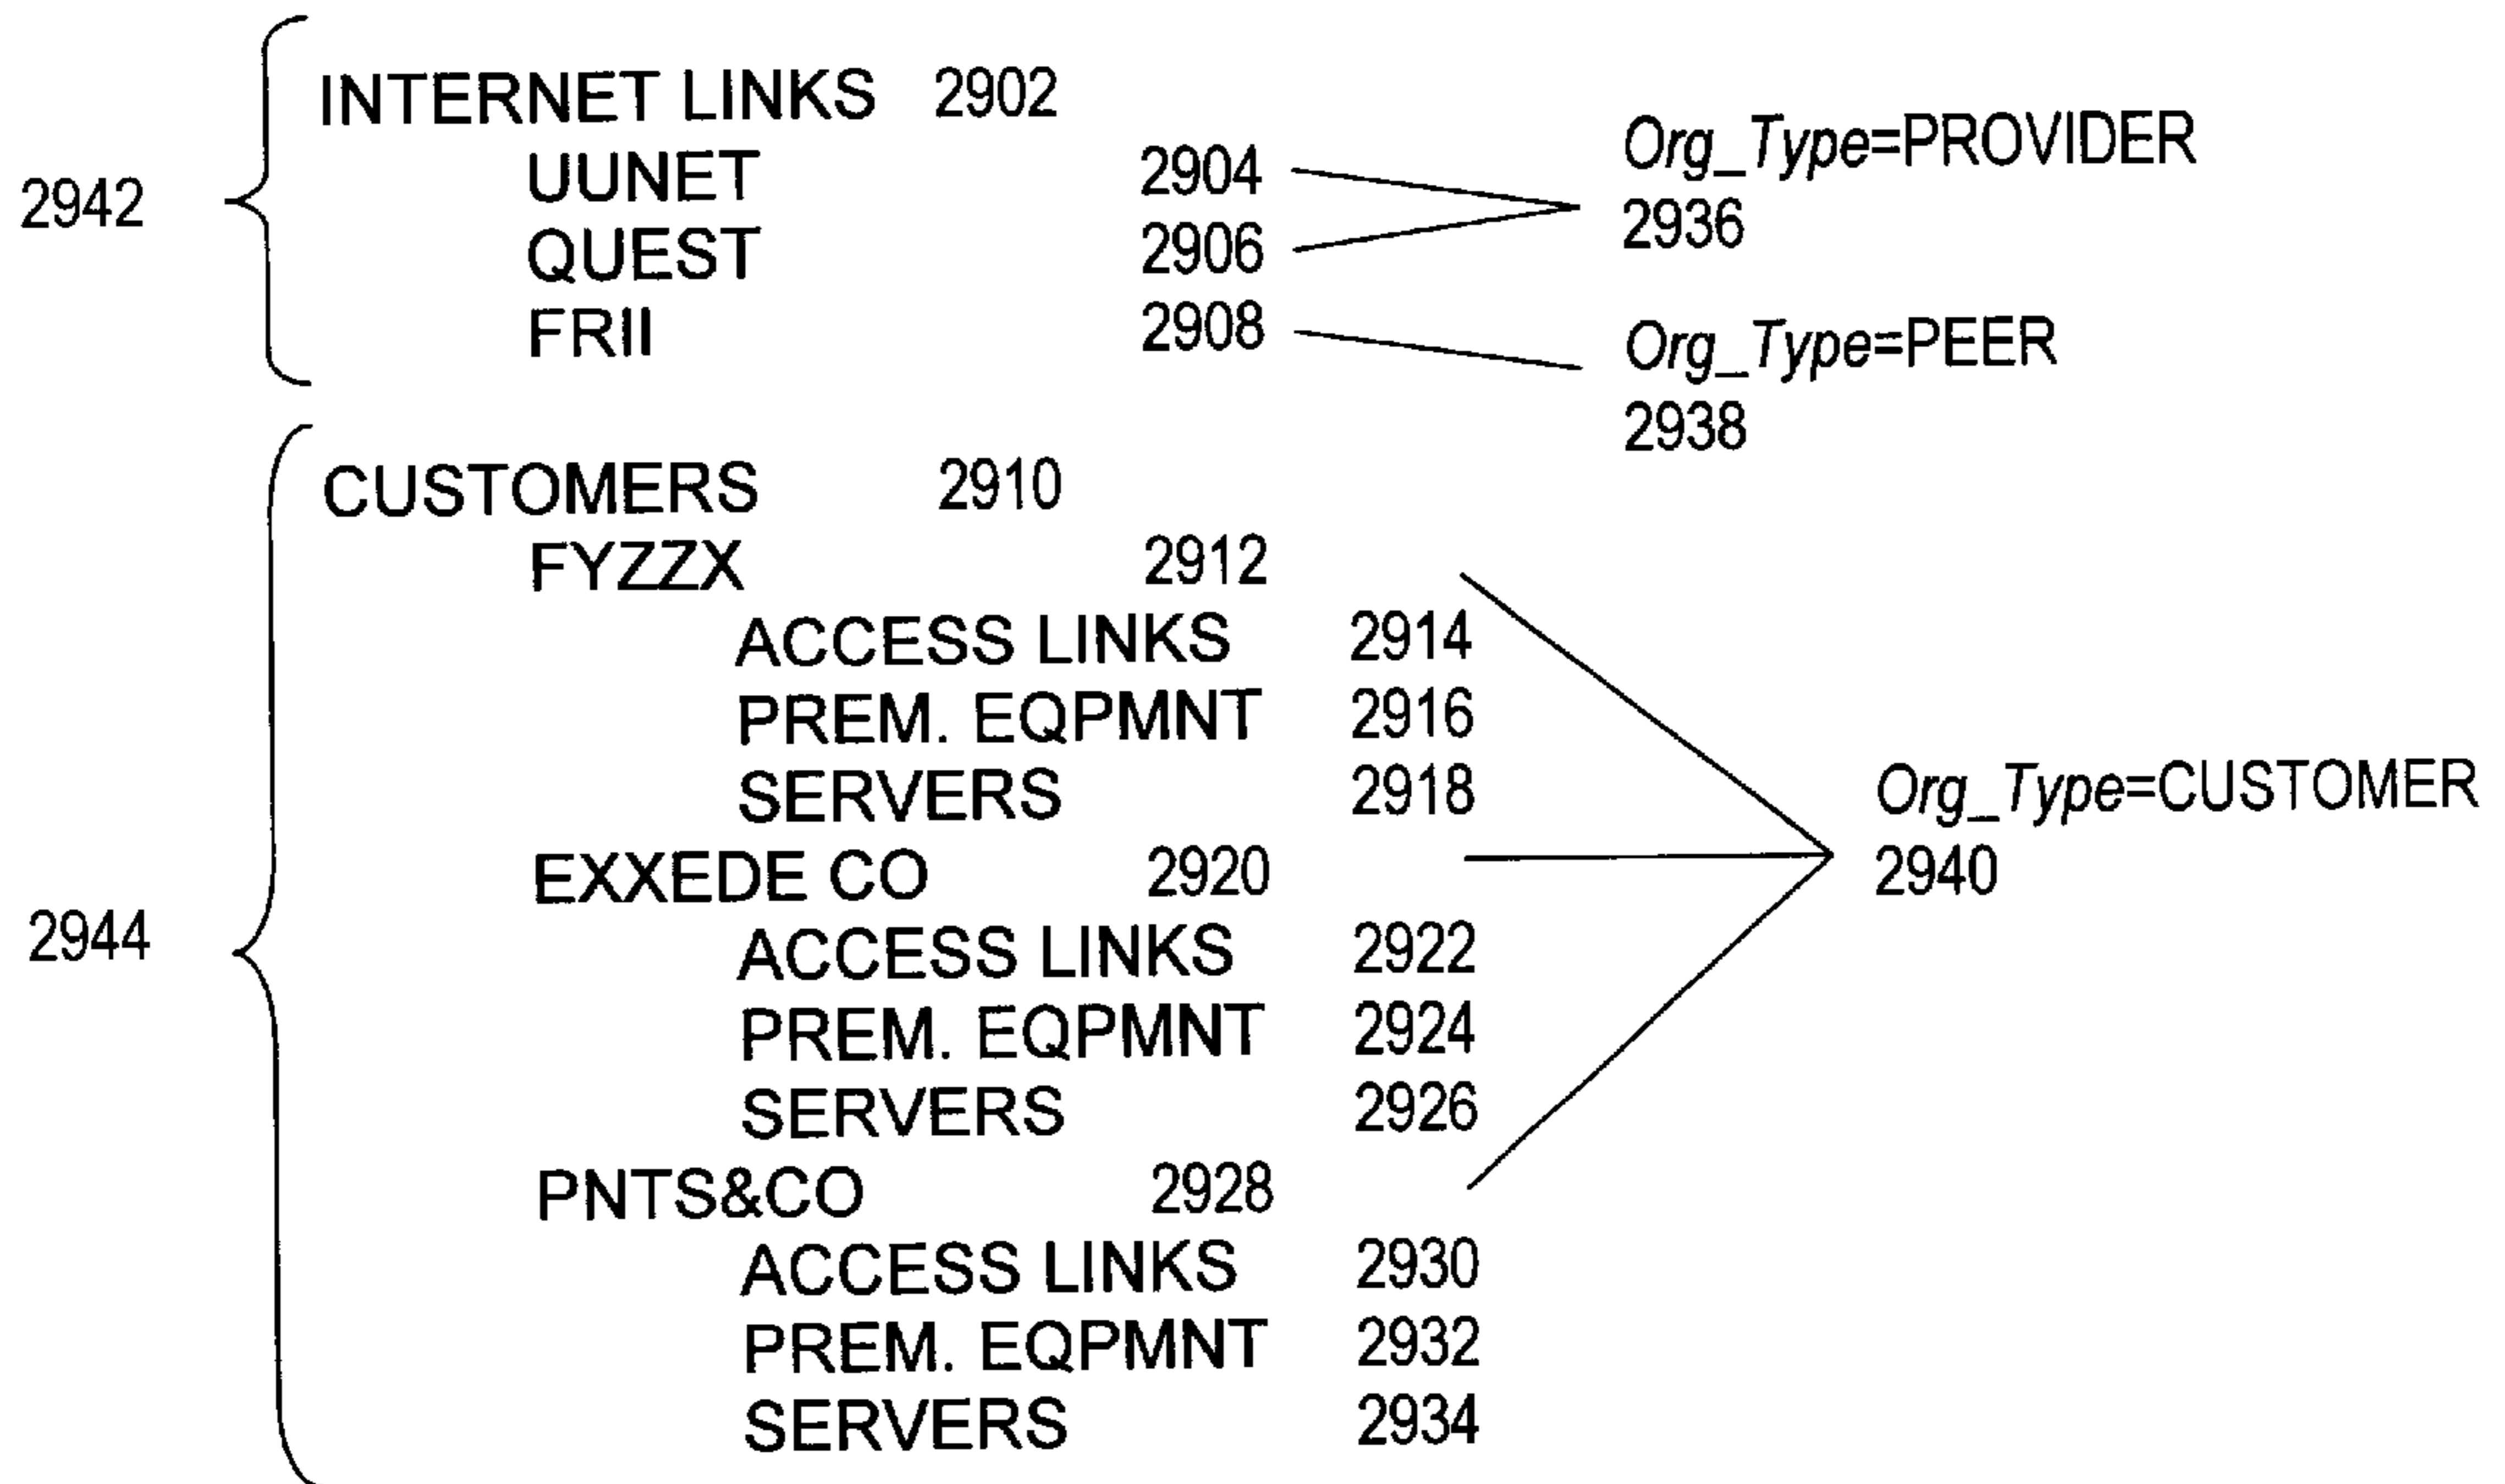 INTERNET LINKS 2902
UUNET 2904
QUEST 2906
FRII 2908
Org_Type=PROVIDER
2936
Org_Type=PEER
2938
2942
CUSTOMERS 2910
FYZZX 2912
ACCESS LINKS 2914
PREM. EQPMNT 2916
SERVERS 2918
EXXEDE CO 2920
ACCESS LINKS 2922
PREM. EQPMNT 2924
SERVERS 2926
PNTS&CO 2928
ACCESS LINKS 2930
PREM. EQPMNT 2932
SERVERS 2934
Org_Type=CUSTOMER
2940
2944